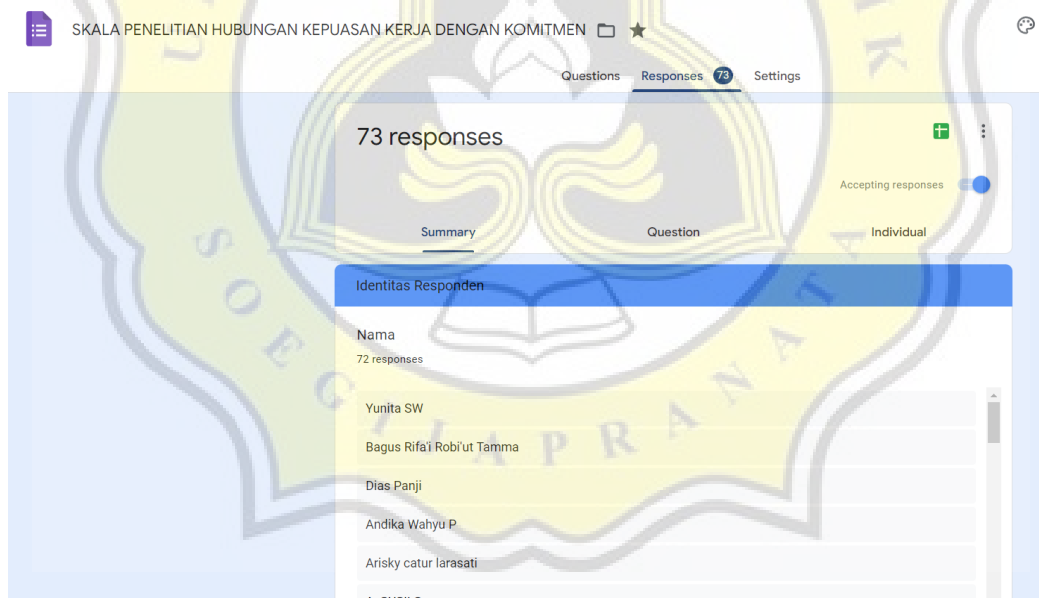 SKALA PENELITIAN HUBUNGAN KEPUASAN KERJA DENGAN KOMITMEN
Questions Responses 73 Settings
73 responses
Accepting responses
Summary Question Individual
Identitas Responden
Nama
72 responses
Yunita SW
Bagus Rifa'i Robi'ut Tamma
Dias Panji
Andika Wahyu P
Arisky catur larasati
SOEGIJAPRANATA